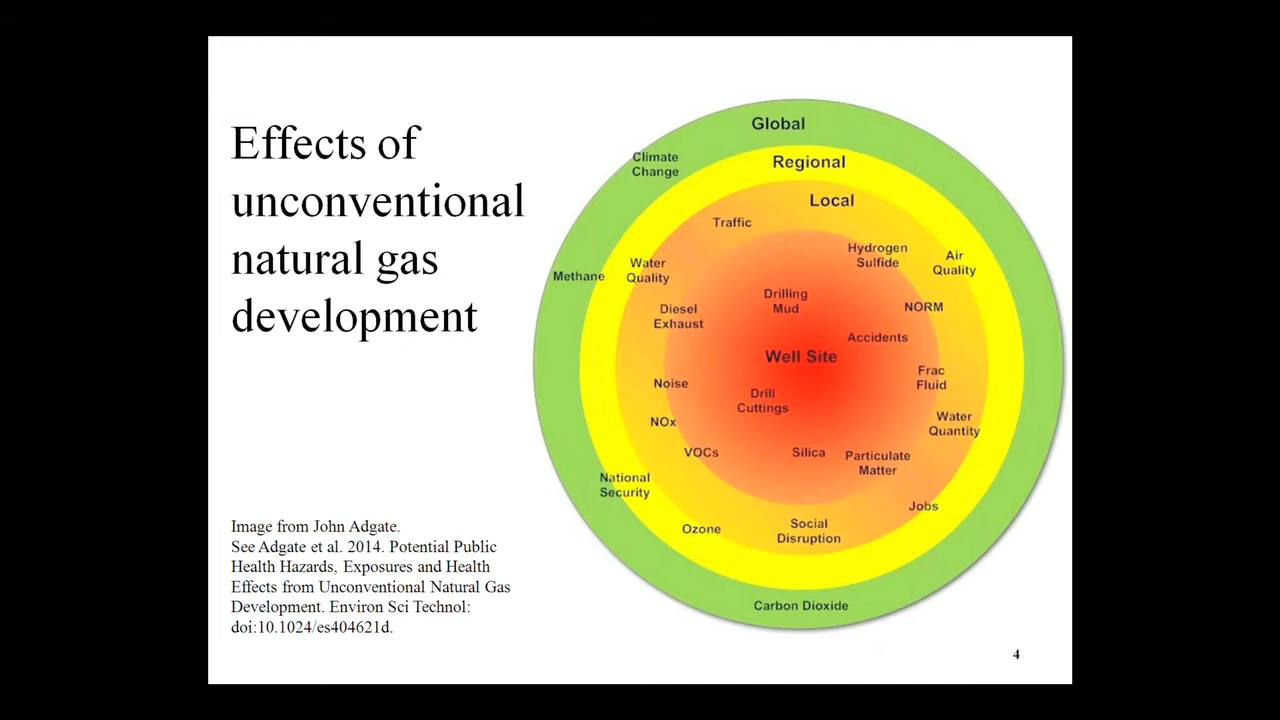 Effects of
unconventional
natural gas
development
Image from John Adgate.
See Adgate et al. 2014. Potential Public
Health Hazards, Exposures and Health
Effects from Unconventional Natural Gas
Development. Environ Sci Technol:
doi:10.1024/es404621d.
Global
Climate
Change
Regional
Local
Traffic
Hydrogen
Sulfide
Air
Quality
Water
Quality
Methane
Drilling
Mud
Diesel
Exhaust
NORM
Accidents
Well Site
Frac
Fluid
Noise
Drill
Cuttings
NOx
Water
Quantity
VOCs
Silica
Particulate
Matter
National
Security
Jobs
Ozone
Social
Disruption
Carbon Dioxide
4